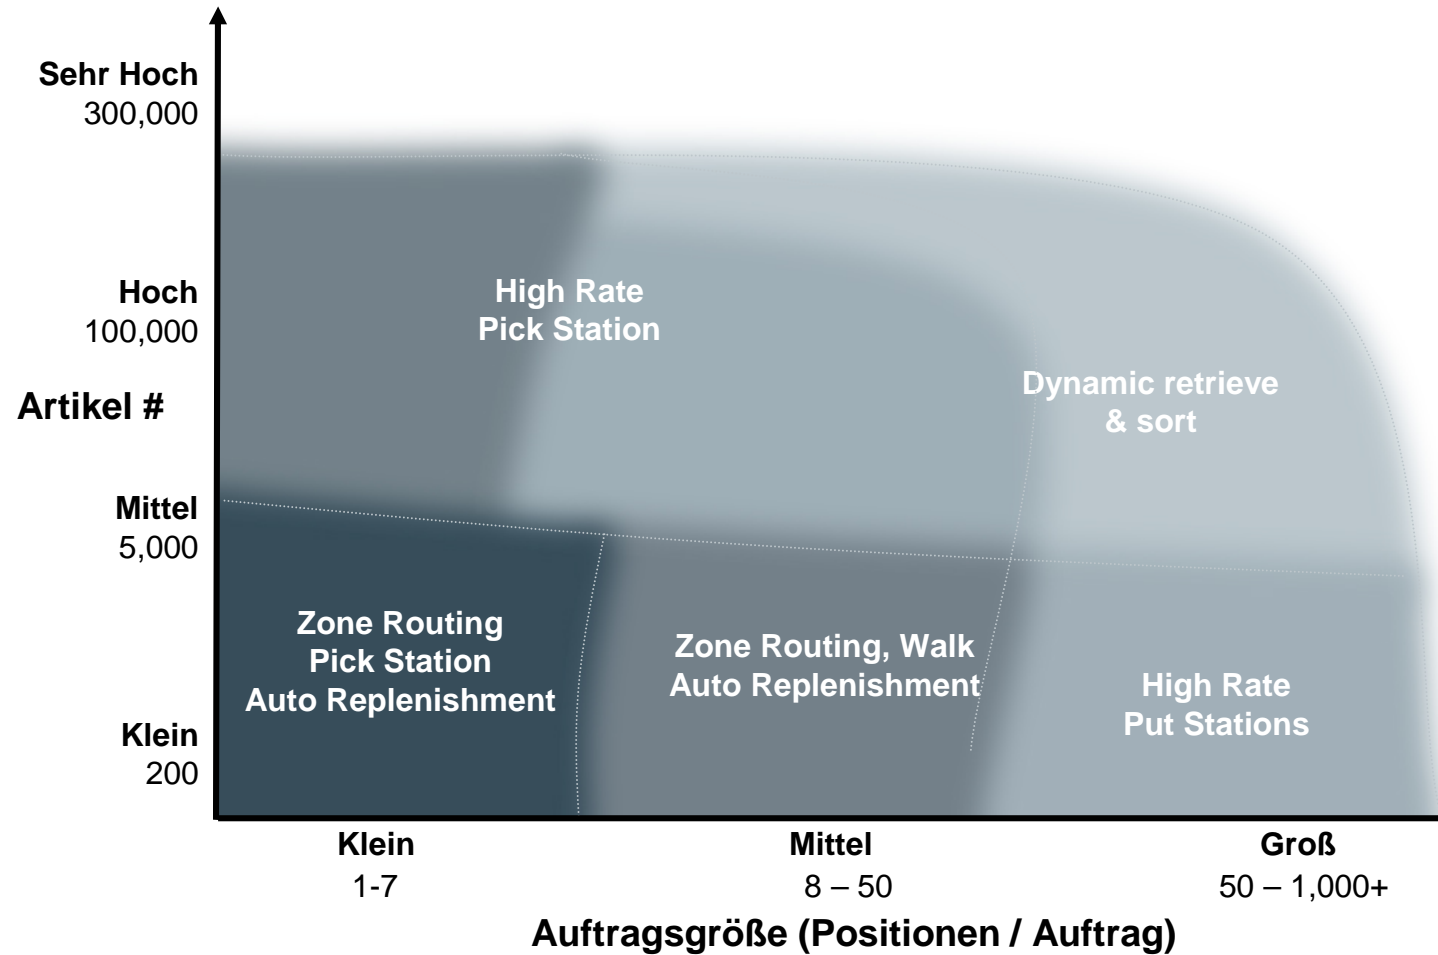 Sehr Hoch
300,000
Hoch
100,000
Artikel #
Mittel
5,000
Klein
200
High Rate
Pick Station
Dynamic retrieve
& sort
Zone Routing
Pick Station
Auto Replenishment
Zone Routing, Walk
Auto Replenishment
High Rate
Put Stations
Klein
1-7
Mittel
8 – 50
Groß
50 – 1,000+
Auftragsgröße (Positionen / Auftrag)